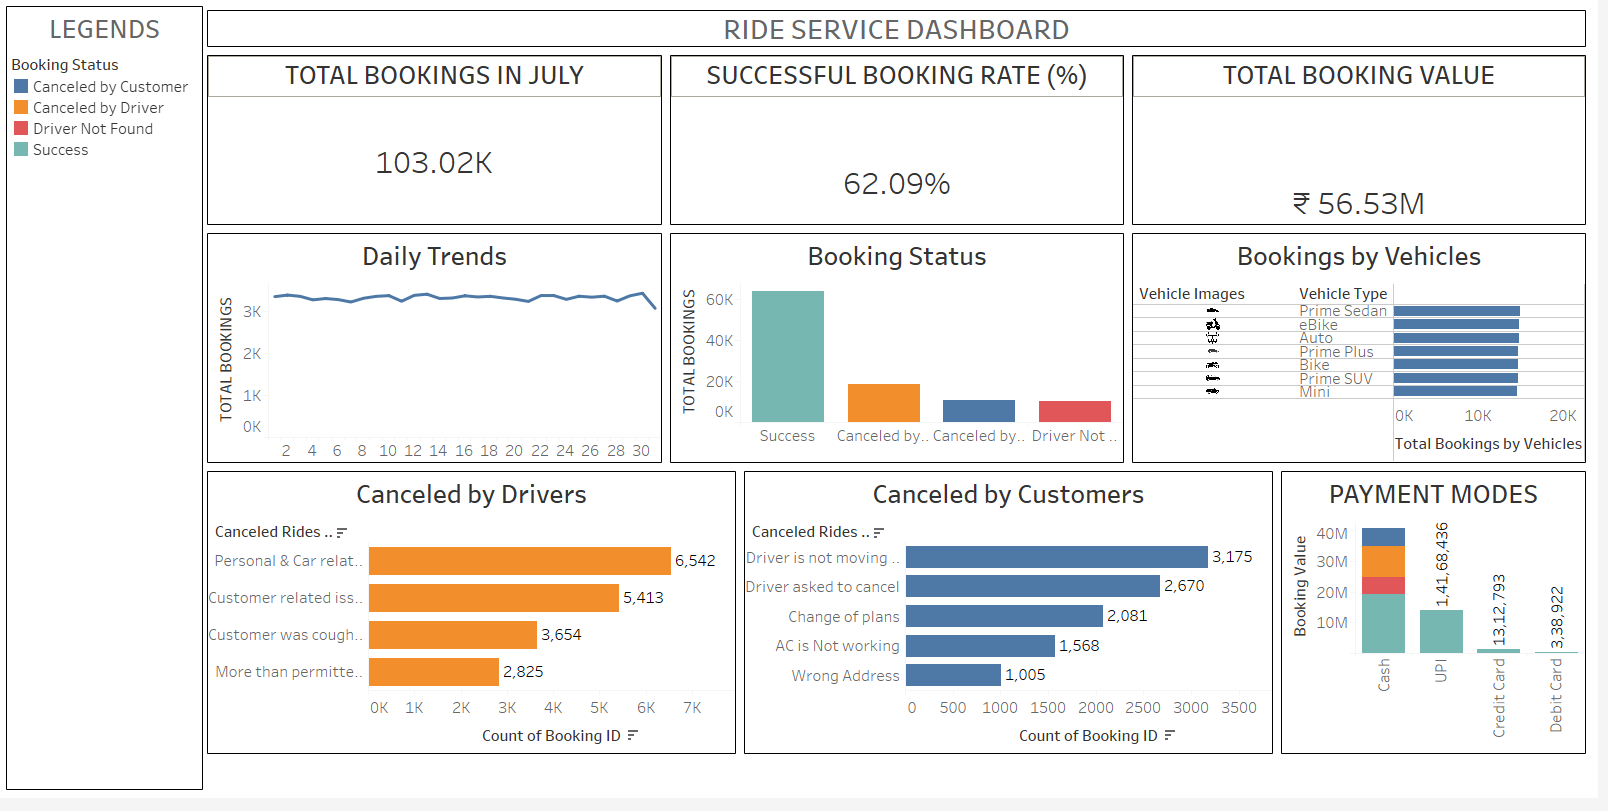 LEGENDS
Booking Status
Canceled by Customer
Canceled by Driver
Driver Not Found
Success
RIDE SERVICE DASHBOARD
TOTAL BOOKINGS IN JULY
103.02K
SUCCESSFUL BOOKING RATE (%)
62.09%
TOTAL BOOKING VALUE
₹ 56.53M
Daily Trends
TOTAL BOOKINGS
3K
2K
1K
0K
2 4 6 8 10 12 14 16 18 20 22 24 26 28 30
Booking Status
TOTAL BOOKINGS
60K
40K
20K
0K
Success Canceled by.. Canceled by.. Driver Not ..
Bookings by Vehicles
Vehicle Images Vehicle Type
Prime Sedan
eBike
Auto
Prime Plus
Bike
Prime SUV
Mini
0K 10K 20K
Total Bookings by Vehicles
Canceled by Drivers
Canceled Rides ..
Personal & Car relat.. 6,542
Customer related iss.. 5,413
Customer was cough.. 3,654
More than permitte.. 2,825
0K 1K 2K 3K 4K 5K 6K 7K
Count of Booking ID
Canceled by Customers
Canceled Rides ..
Driver is not moving .. 3,175
Driver asked to cancel 2,670
Change of plans 2,081
AC is Not working 1,568
Wrong Address 1,005
0 500 1000 1500 2000 2500 3000 3500
Count of Booking ID
PAYMENT MODES
Booking Value
40M
30M
20M
10M
1,41,68,436
13,12,793
3,38,922
Cash
UPI
Credit Card
Debit Card